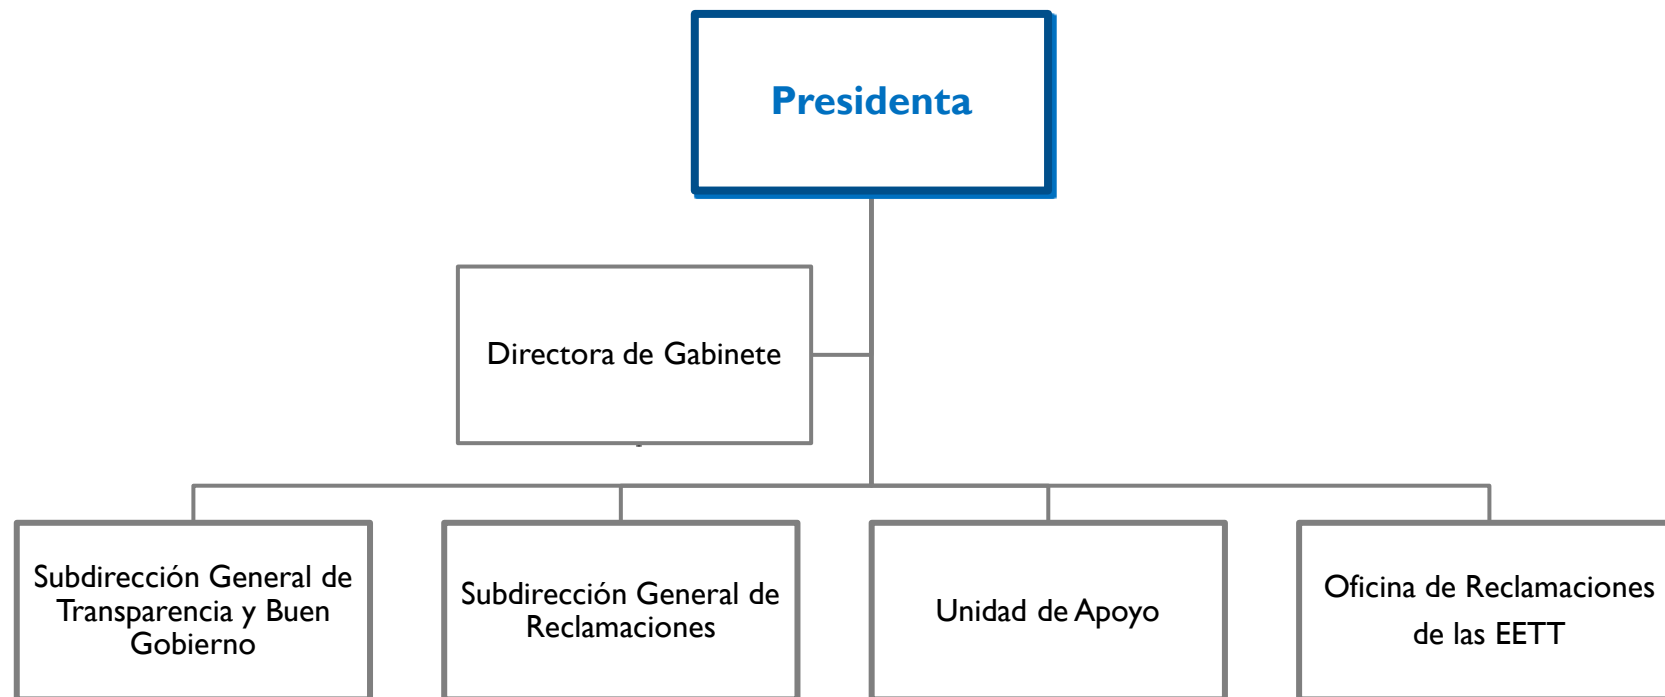 Presidenta
Directora de Gabinete
Subdirección General de
Transparencia y Buen
Gobierno
Subdirección General de
Reclamaciones
Unidad de Apoyo
Oficina de Reclamaciones
de las EETT